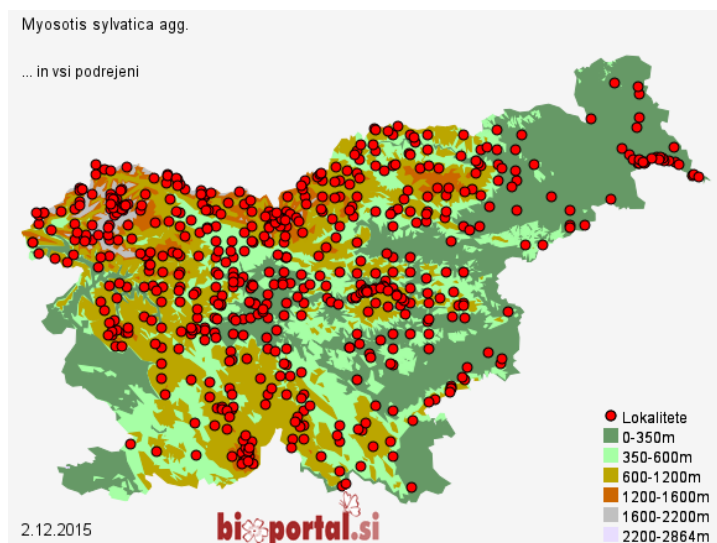 Myosotis sylvatica agg.
... in vsi podrejeni
Lokalitete
0-350m
350-600m
600-1200m
1200-1600m
1600-2200m
2200-2864m
2.12.2015
bioportal.si